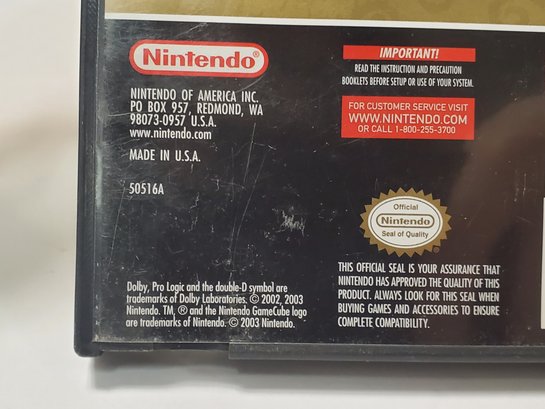 Nintendo®
NINTENDO OF AMERICA INC.
PO BOX 957, REDMOND, WA
98073-0957 U.S.A.
www.nintendo.com
MADE IN U.S.A.
50516A
Dolby, Pro Logic and the double-D symbol are
trademarks of Dolby Laboratories. © 2002, 2003
Nintendo. TM, ® and the Nintendo GameCube logo
are trademarks of Nintendo. © 2003 Nintendo.
IMPORTANT!
READ THE INSTRUCTION AND PRECAUTION
BOOKLETS BEFORE SETUP OR USE OF YOUR SYSTEM.
FOR CUSTOMER SERVICE VISIT
WWW.NINTENDO.COM
OR CALL 1-800-255-3700
Official
Nintendo
Seal of Quality
THIS OFFICIAL SEAL IS YOUR ASSURANCE THAT
NINTENDO HAS APPROVED THE QUALITY OF THIS
PRODUCT. ALWAYS LOOK FOR THIS SEAL WHEN
BUYING GAMES AND ACCESSORIES TO ENSURE
COMPLETE COMPATIBILITY.